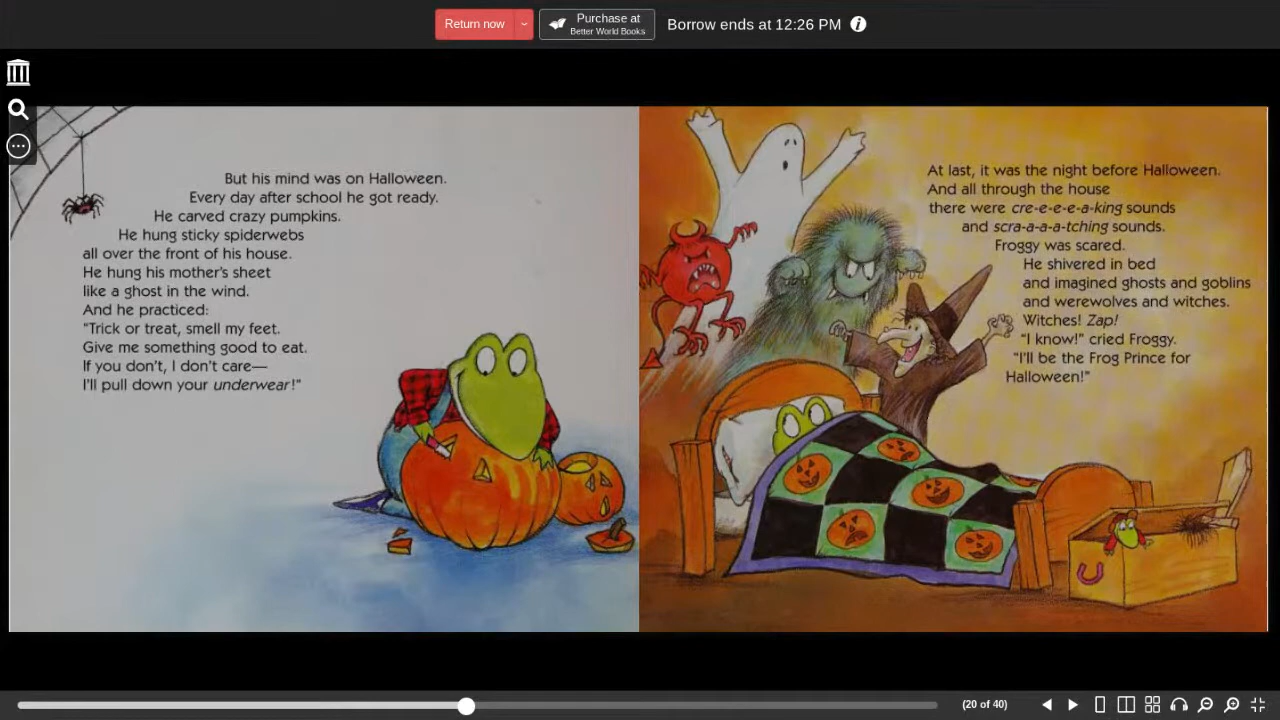 Return now
Purchase at
Better World Books
Borrow ends at 12:26 PM
But his mind was on Halloween.
Every day after school he got ready.
He carved crazy pumpkins.
He hung sticky spiderwebs
all over the front of his house.
He hung his mother's sheet
like a ghost in the wind.
And he practiced:
"Trick or treat, smell my feet.
Give me something good to eat.
If you don't, I don't care—
I'll pull down your underwear!"
At last, it was the night before Halloween.
And all through the house
there were cre-e-e-e-a-king sounds
and scra-a-a-a-tching sounds.
Froggy was scared.
He shivered in bed
and imagined ghosts and goblins
and werewolves and witches.
Witches! Zap!
"I know!" cried Froggy.
"I'll be the Frog Prince for
Halloween!"
(20 of 40)